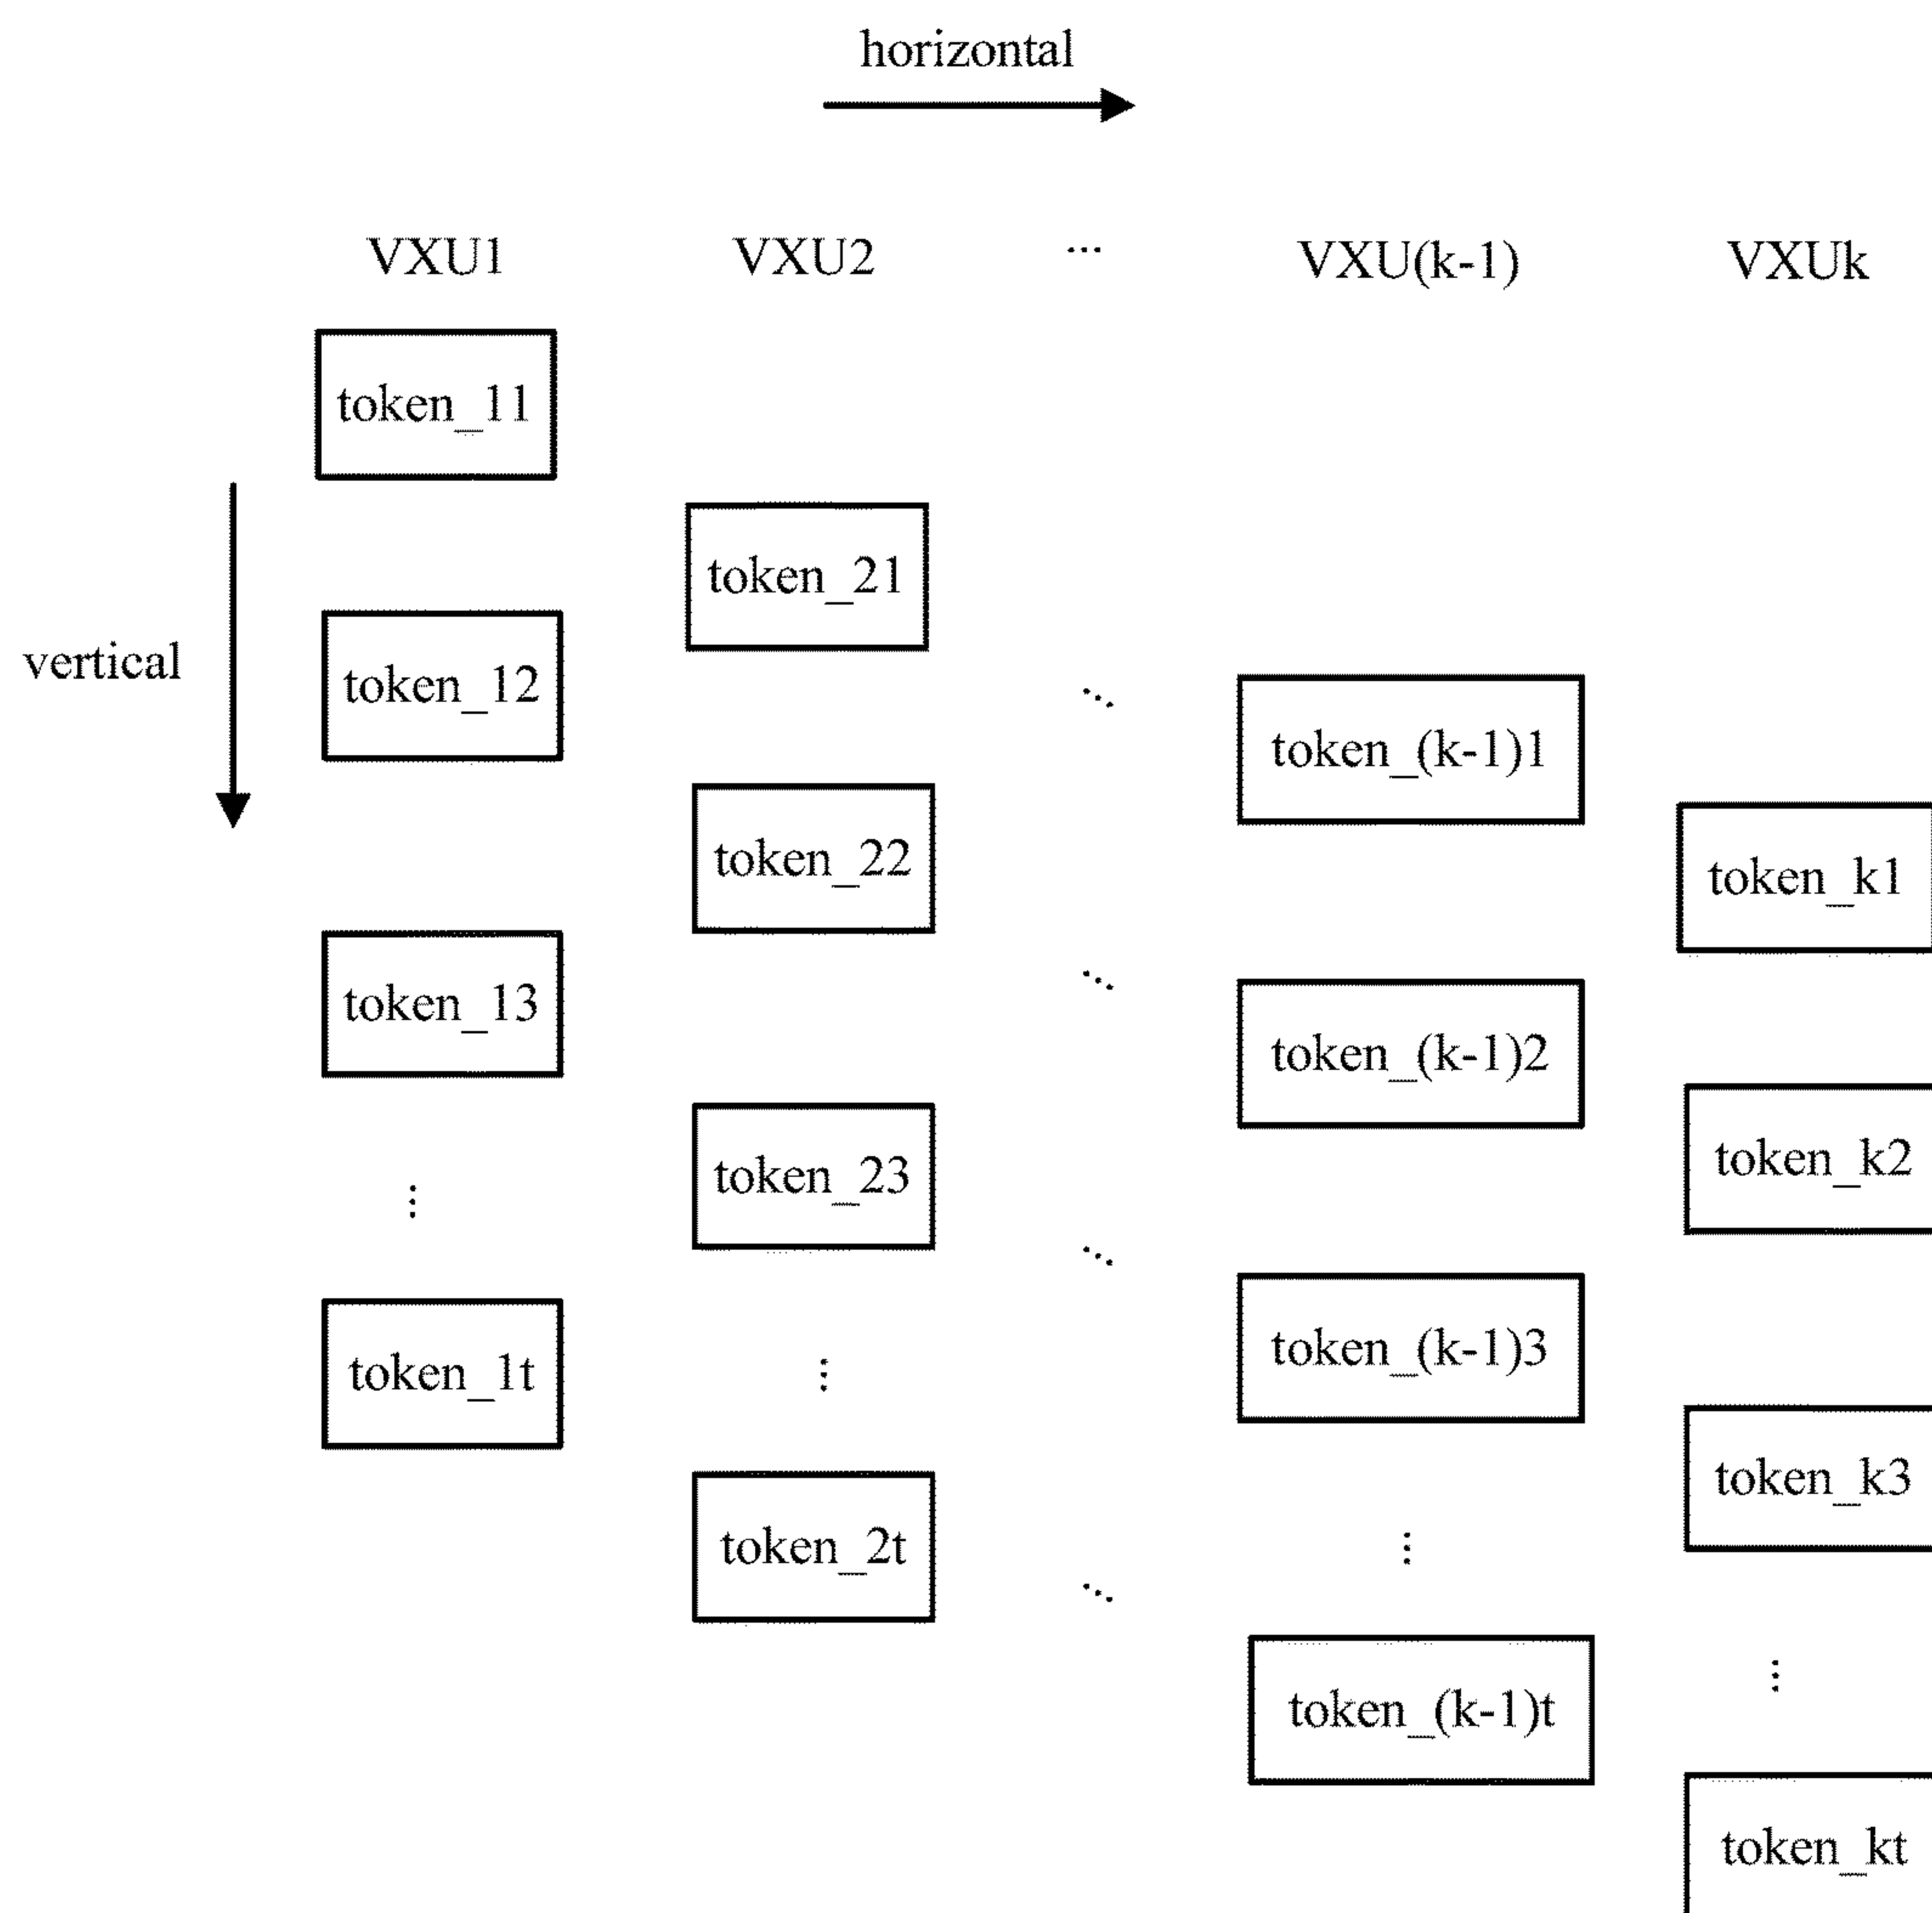 horizontal
VXU1 VXU2 ... VXU(k-1) VXUk
token_11
token_21
vertical
token_12
token_(k-1)1
token_22
token_k1
token_13
token_(k-1)2
token_23
token_k2
token_(k-1)3
token_1t
token_k3
token_2t
token_(k-1)t
token_kt